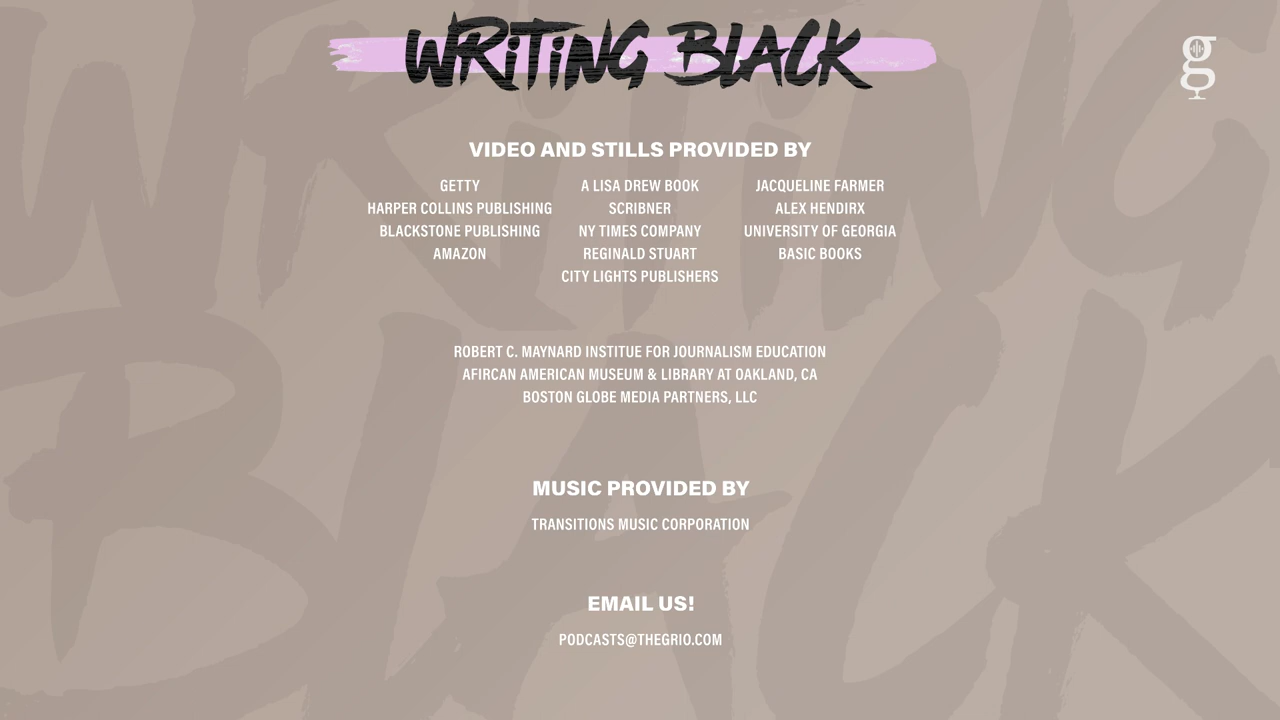 WRITING BLACK
g
VIDEO AND STILLS PROVIDED BY
GETTY
HARPER COLLINS PUBLISHING
BLACKSTONE PUBLISHING
AMAZON
A LISA DREW BOOK
SCRIBNER
NY TIMES COMPANY
REGINALD STUART
CITY LIGHTS PUBLISHERS
JACQUELINE FARMER
ALEX HENDIRX
UNIVERSITY OF GEORGIA
BASIC BOOKS
ROBERT C. MAYNARD INSTITUE FOR JOURNALISM EDUCATION
AFIRCAN AMERICAN MUSEUM & LIBRARY AT OAKLAND, CA
BOSTON GLOBE MEDIA PARTNERS, LLC
MUSIC PROVIDED BY
TRANSITIONS MUSIC CORPORATION
EMAIL US!
PODCASTS@THEGRIO.COM
WRITING
BLACK